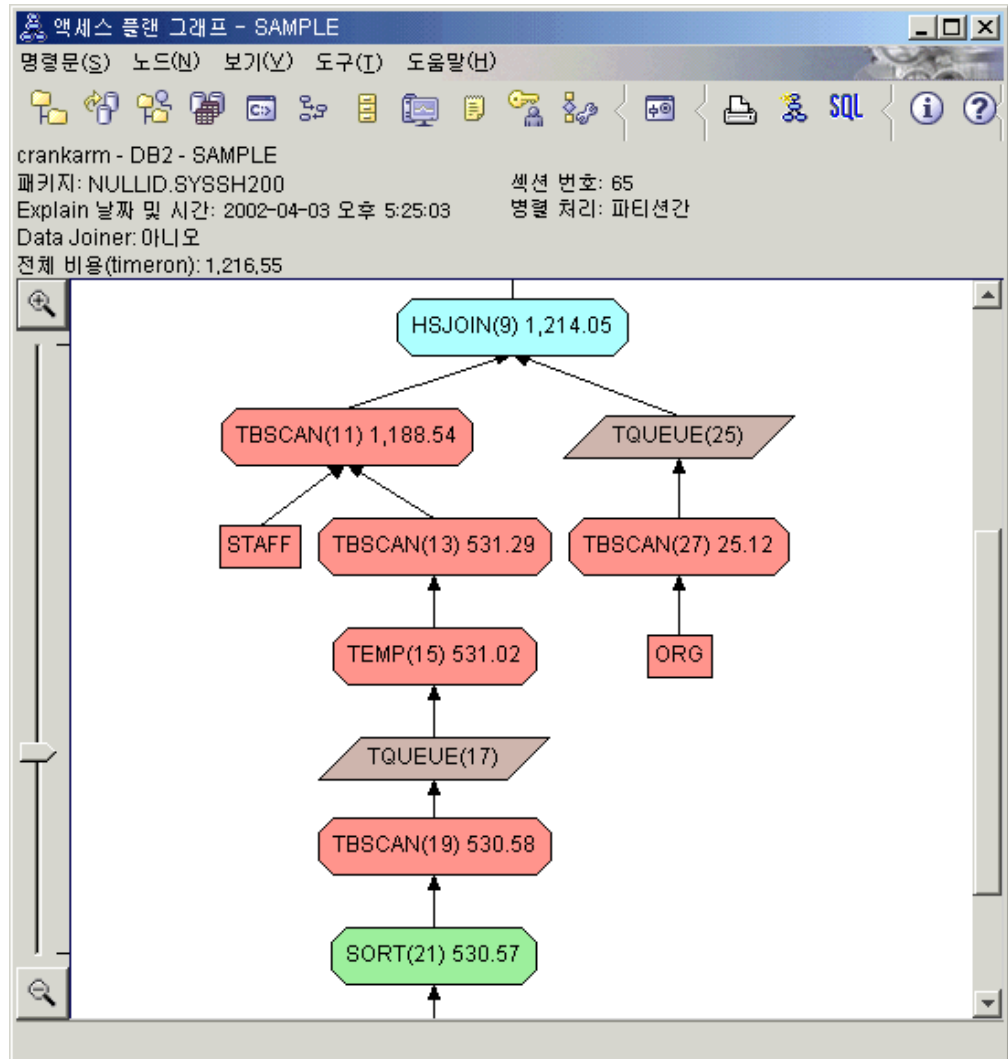 액세스 플랜 그래프 - SAMPLE
명령문(S) 노드(N) 보기(V) 도구(T) 도움말(H)
C:> SQL
crankarm - DB2 - SAMPLE
패키지: NULLID.SYSSH200 섹션 번호: 65
Explain 날짜 및 시간: 2002-04-03 오후 5:25:03 병렬 처리: 파티션간
Data Joiner: 아니오
전체 비용(timeron): 1,216,55
HSJOIN(9) 1,214.05
TBSCAN(11) 1,188.54 TQUEUE(25)
STAFF TBSCAN(13) 531.29 TBSCAN(27) 25.12
TEMP(15) 531.02 ORG
TQUEUE(17)
TBSCAN(19) 530.58
SORT(21) 530.57